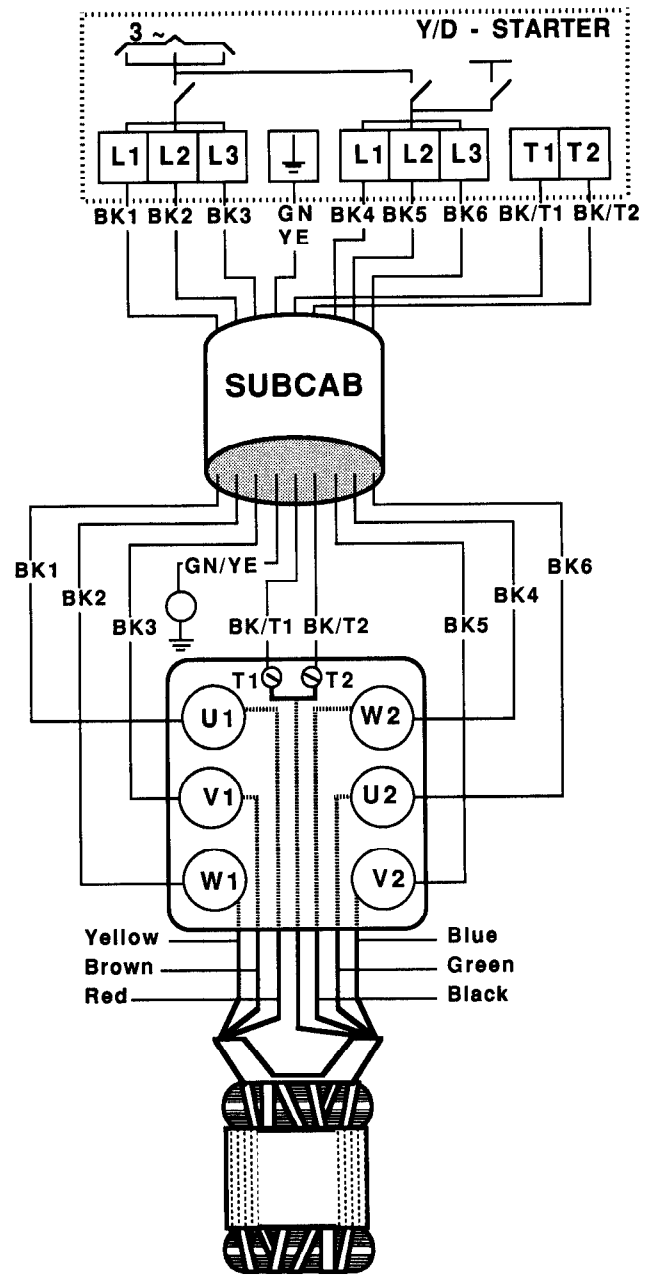 Y/D - STARTER
3 ~
L1 L2 L3 L1 L2 L3 T1 T2
BK1 BK2 BK3 GN YE BK4 BK5 BK6 BK/T1 BK/T2
SUBCAB
BK1 GN/YE BK6
BK2 BK4
BK3 BK/T1 BK/T2 BK5
T1 T2
U1 W2
V1 U2
W1 V2
Yellow Blue
Brown Green
Red Black